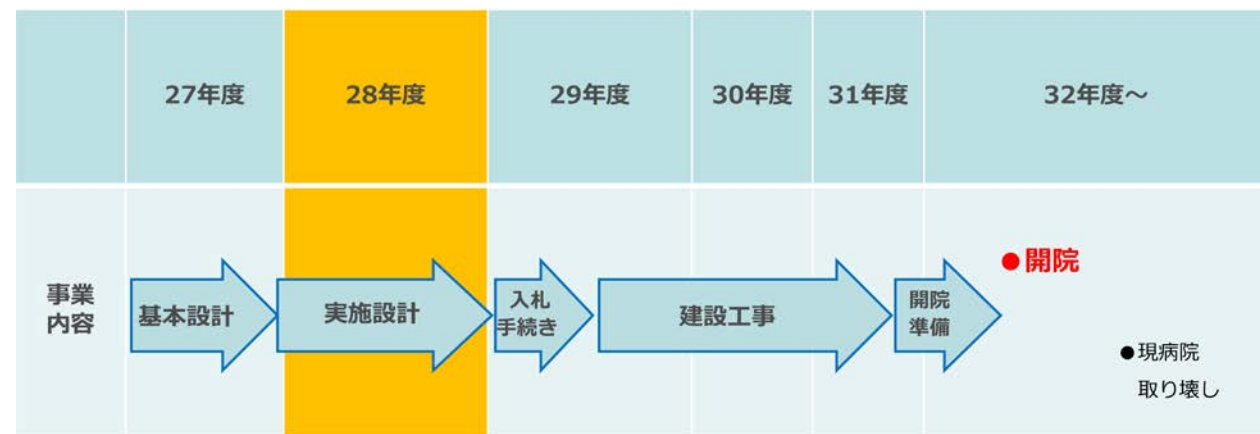 27年度
28年度
29年度
30年度
31年度
32年度～
事業
内容
基本設計
実施設計
入札
手続き
建設工事
開院
準備
●開院
●現病院
取り壊し